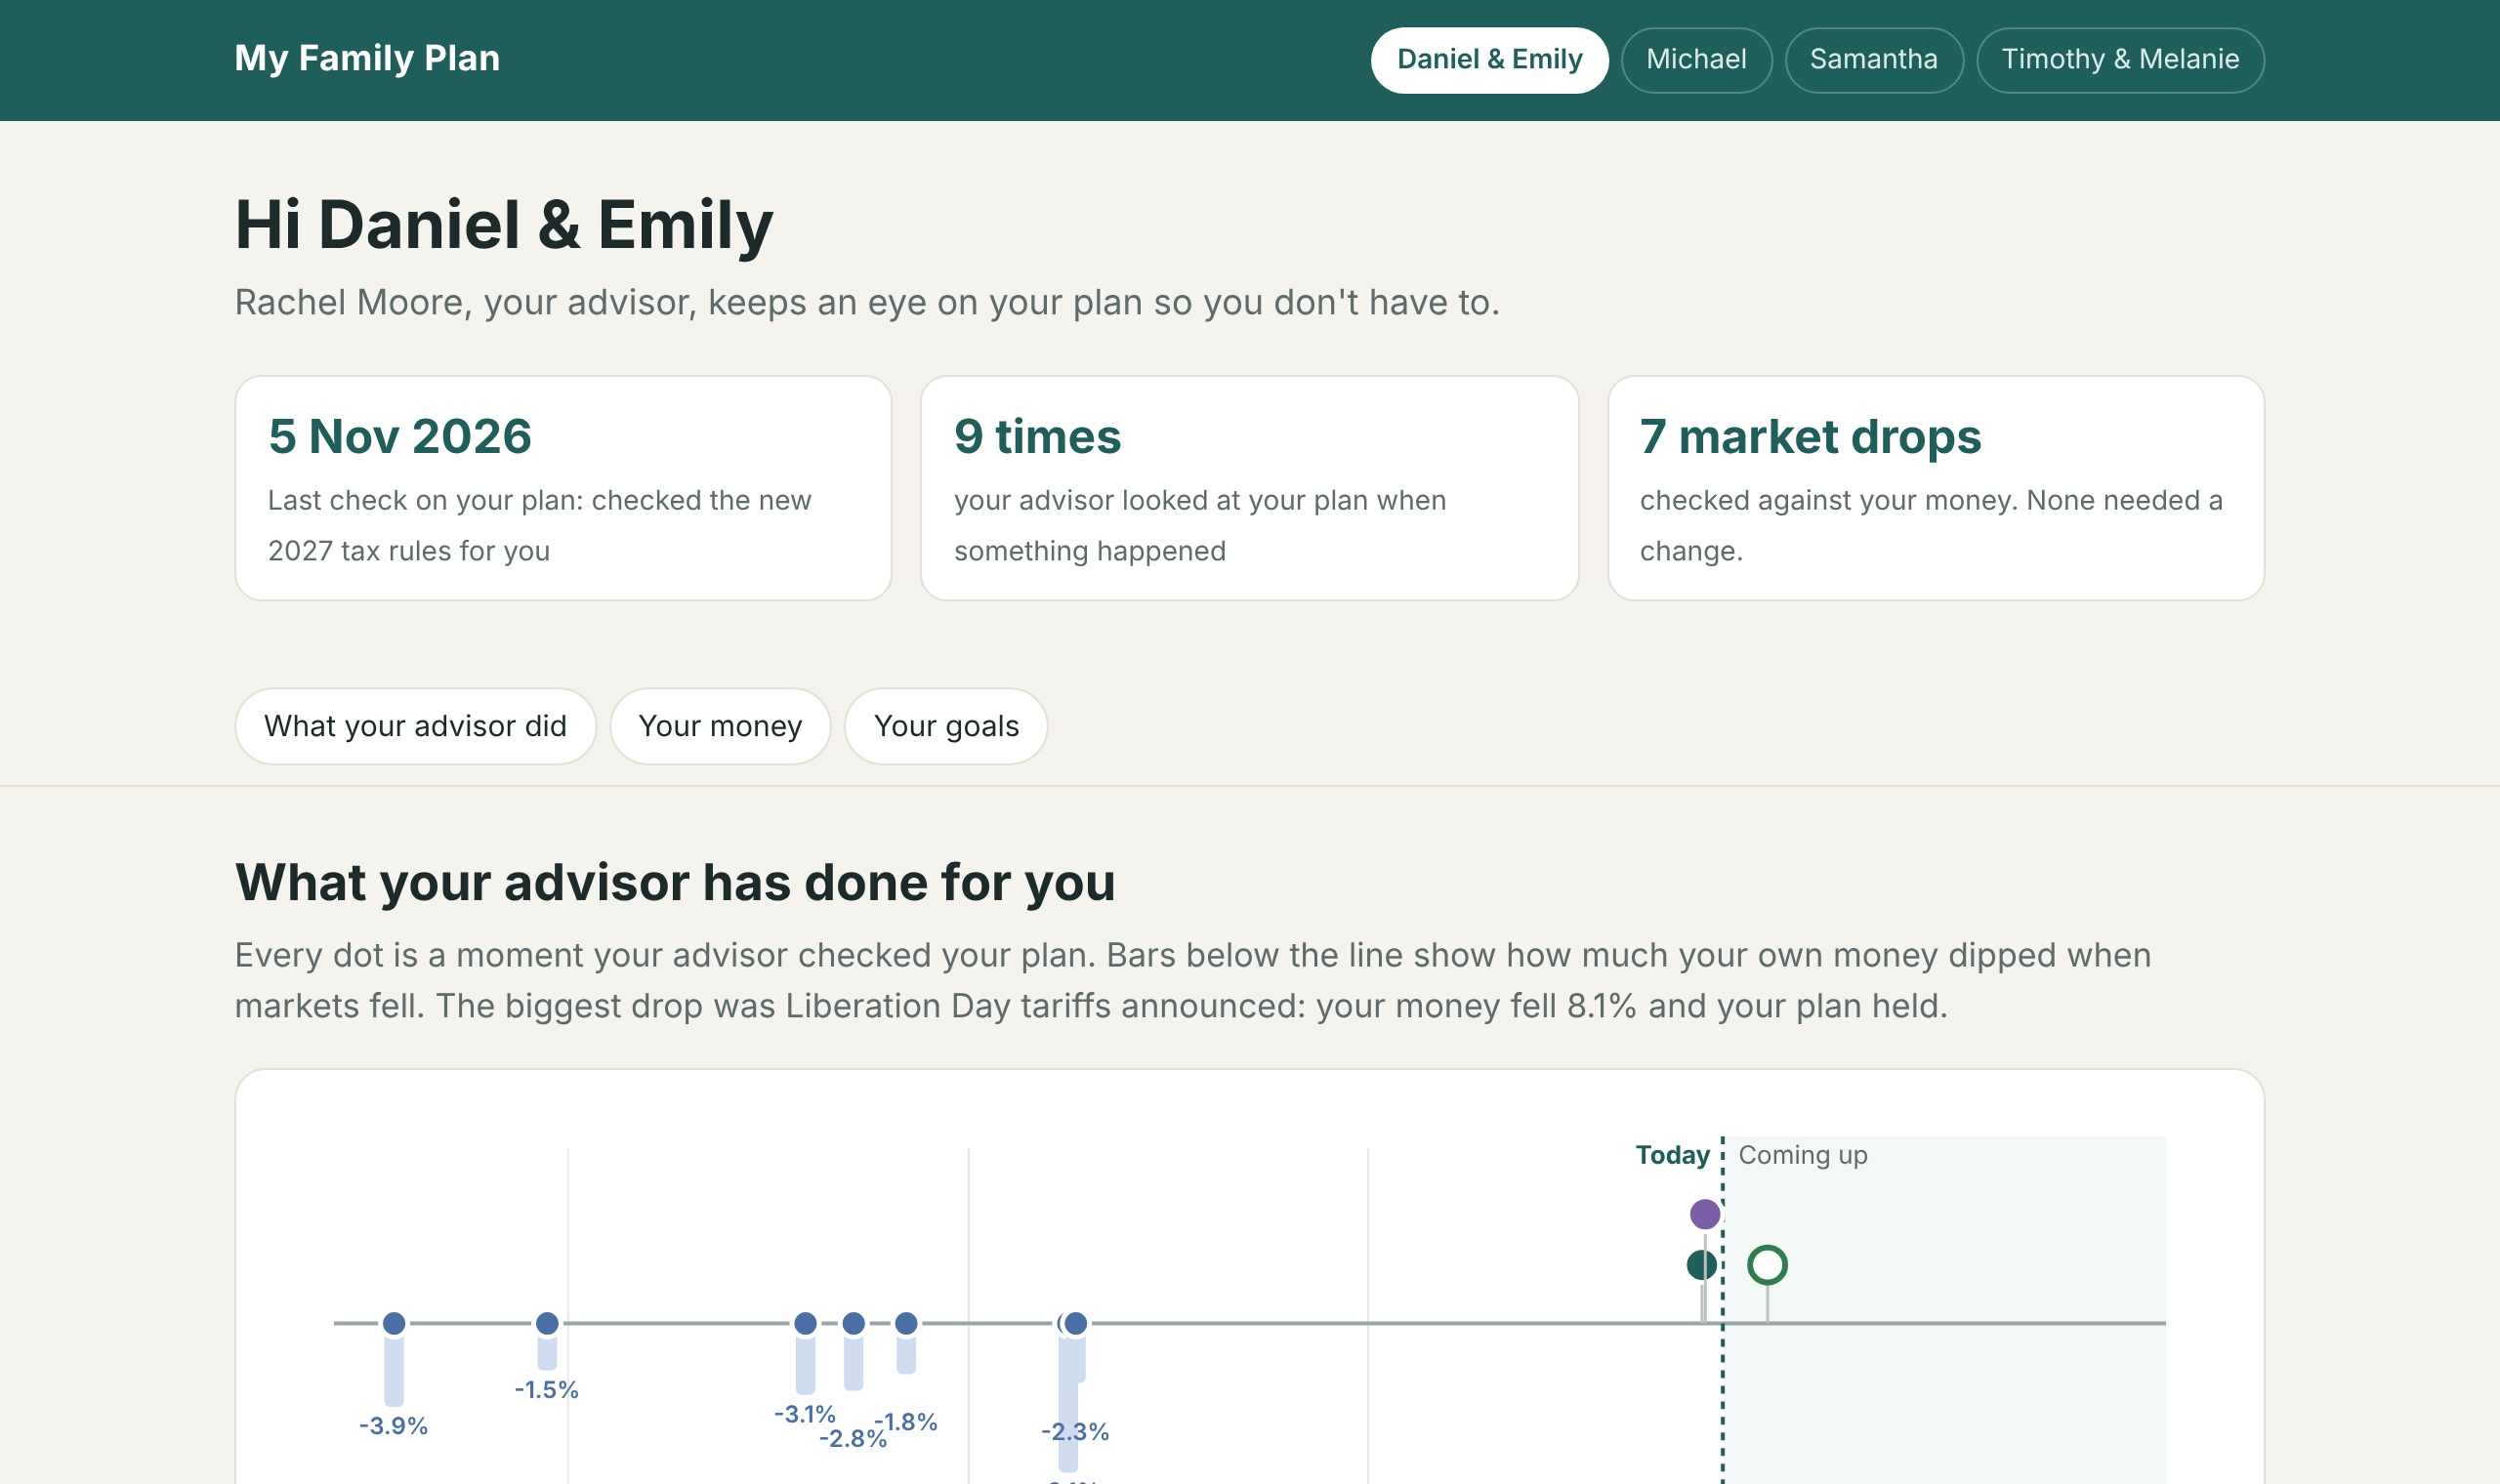 My Family Plan
Daniel & Emily
Michael
Samantha
Timothy & Melanie
Hi Daniel & Emily
Rachel Moore, your advisor, keeps an eye on your plan so you don't have to.
5 Nov 2026
Last check on your plan: checked the new
2027 tax rules for you
9 times
your advisor looked at your plan when
something happened
7 market drops
checked against your money. None needed a
change.
What your advisor did
Your money
Your goals
What your advisor has done for you
Every dot is a moment your advisor checked your plan. Bars below the line show how much your own money dipped when
markets fell. The biggest drop was Liberation Day tariffs announced: your money fell 8.1% and your plan held.
Today
Coming up
-3.9%
-1.5%
-3.1%
-2.8%
-1.8%
-2.3%